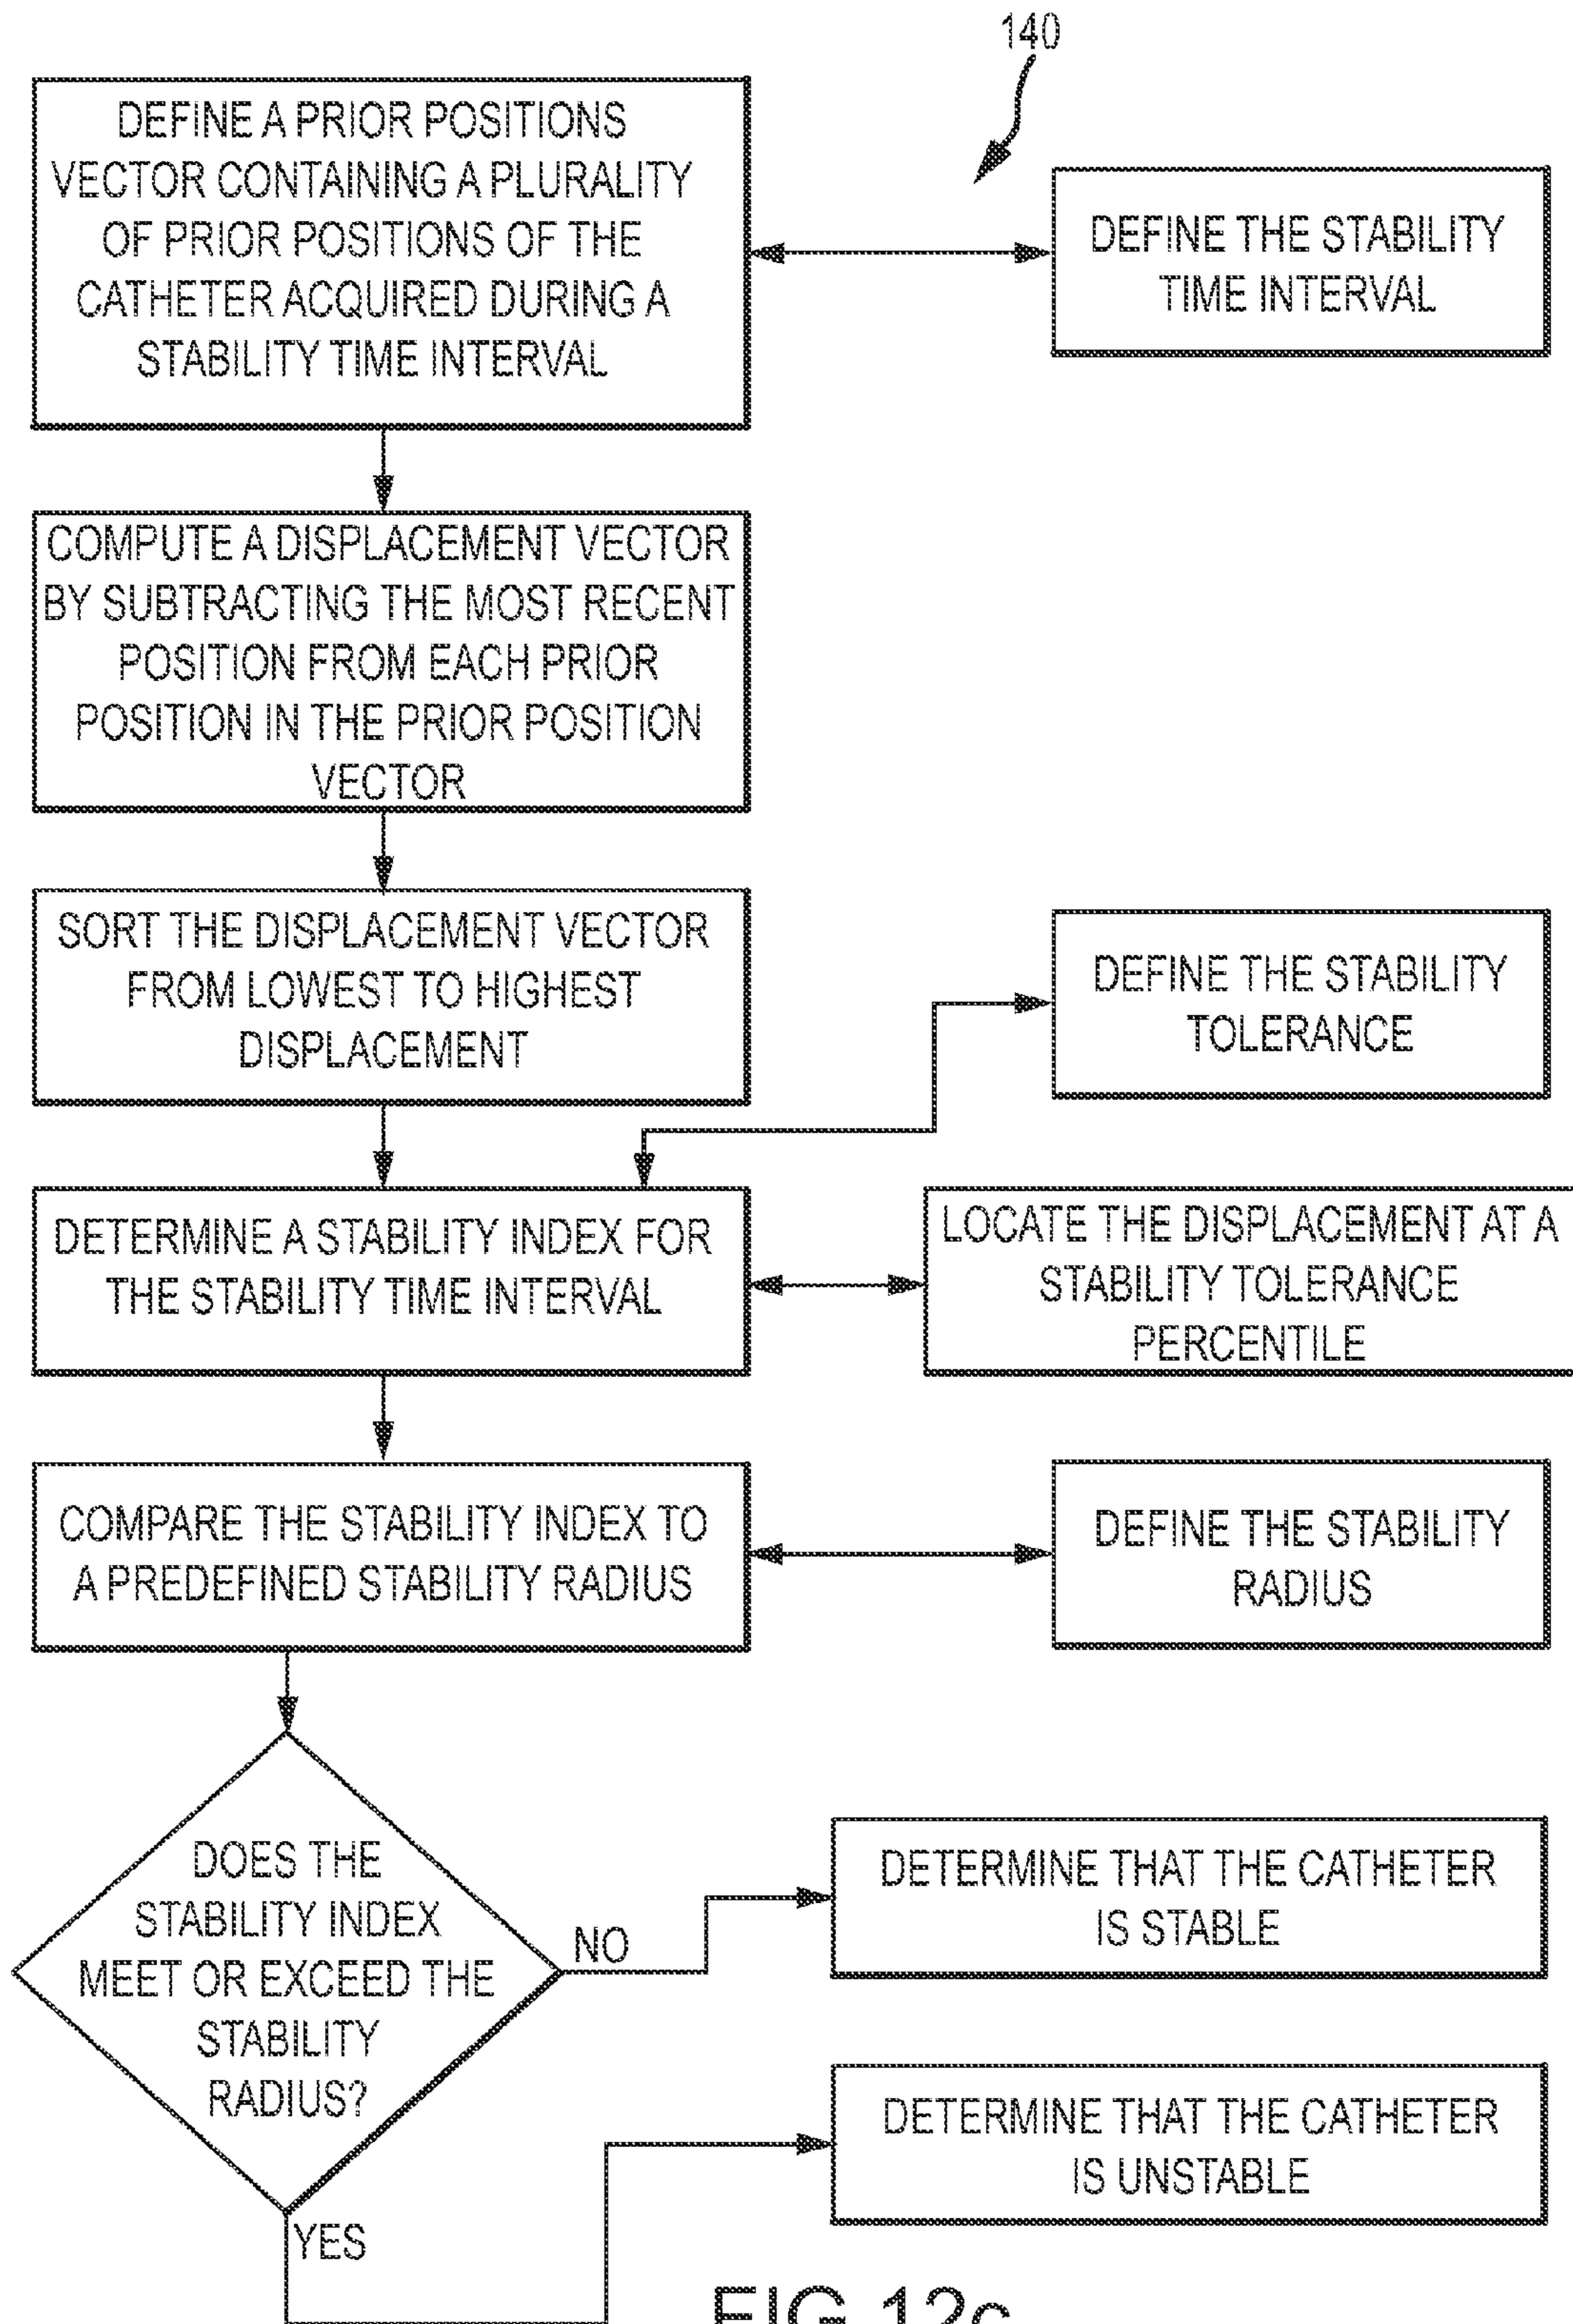 140
DEFINE A PRIOR POSITIONS
VECTOR CONTAINING A PLURALITY
OF PRIOR POSITIONS OF THE
CATHETER ACQUIRED DURING A
STABILITY TIME INTERVAL
DEFINE THE STABILITY
TIME INTERVAL
COMPUTE A DISPLACEMENT VECTOR
BY SUBTRACTING THE MOST RECENT
POSITION FROM EACH PRIOR
POSITION IN THE PRIOR POSITION
VECTOR
SORT THE DISPLACEMENT VECTOR
FROM LOWEST TO HIGHEST
DISPLACEMENT
DEFINE THE STABILITY
TOLERANCE
DETERMINE A STABILITY INDEX FOR
THE STABILITY TIME INTERVAL
LOCATE THE DISPLACEMENT AT A
STABILITY TOLERANCE
PERCENTILE
COMPARE THE STABILITY INDEX TO
A PREDEFINED STABILITY RADIUS
DEFINE THE STABILITY
RADIUS
DOES THE
STABILITY INDEX
MEET OR EXCEED THE
STABILITY
RADIUS?
NO
DETERMINE THAT THE CATHETER
IS STABLE
YES
DETERMINE THAT THE CATHETER
IS UNSTABLE
FIG.12c